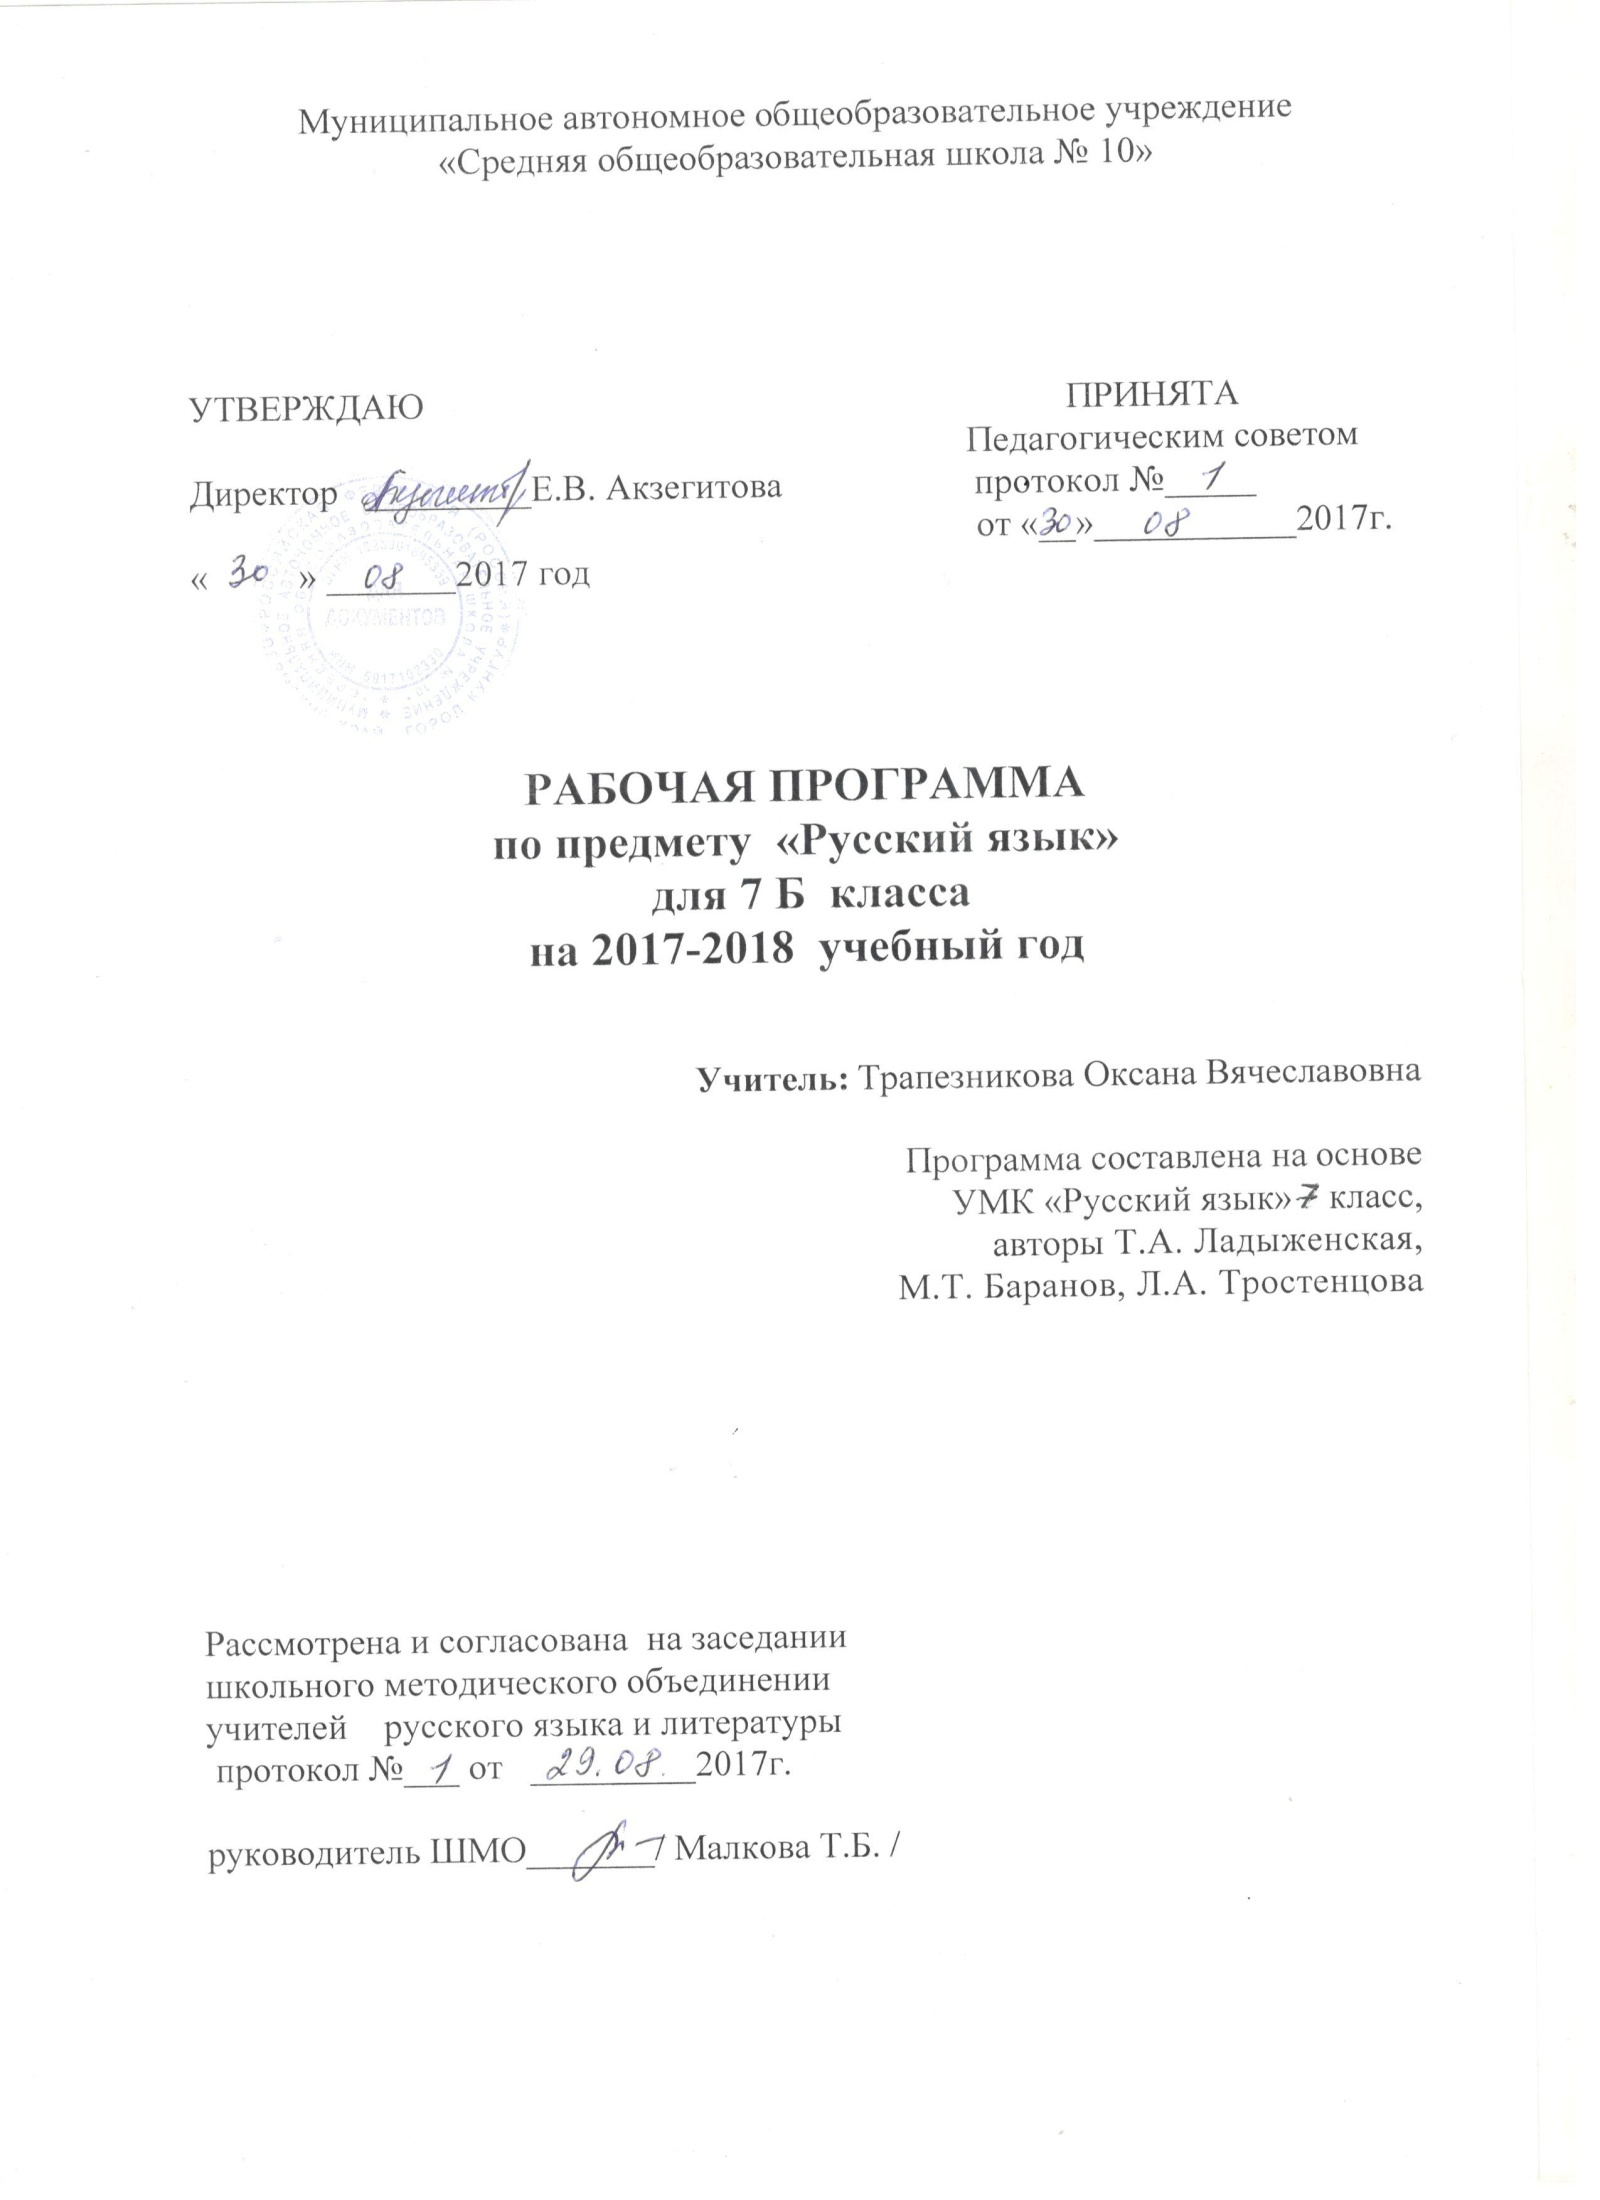 Муниципальное автономное общеобразовательное учреждение
«Средняя общеобразовательная школа № 10»
УТВЕРЖДАЮ
Директор Е.В. Акзегитова
« 30 » 08 2017 год
ПРИНЯТА
Педагогическим советом
протокол № 1
от «30» 08 2017г.
ДОКУМЕНТОВ
ГОРОД КУНГУР
РАБОЧАЯ ПРОГРАММА
по предмету «Русский язык»
для 7 Б класса
на 2017-2018 учебный год
Учитель: Трапезникова Оксана Вячеславовна
Программа составлена на основе
УМК «Русский язык» 7 класс,
авторы Т.А. Ладыженская,
М.Т. Баранов, Л.А. Тростенцова
Рассмотрена и согласована на заседании
школьного методического объединении
учителей русского языка и литературы
протокол № 1 от 29.08. 2017г.
руководитель ШМО / Малкова Т.Б. /